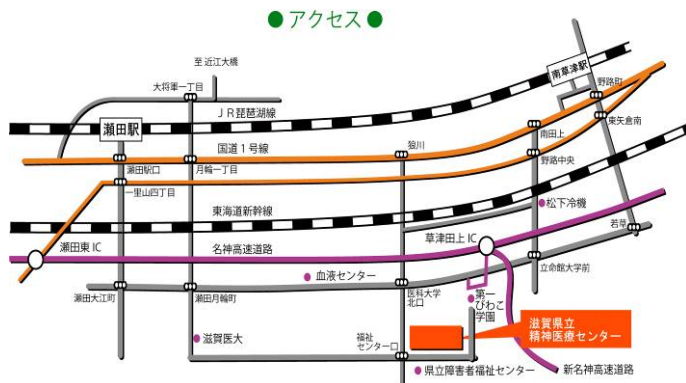 ● アクセス ●
至 近江大橋
大将軍一丁目
南草津駅
野路町
JR琵琶湖線
瀬田駅
東矢倉南
狼川
南田上
国道1号線
瀬田駅口
月輪一丁目
野路中央
一里山四丁目
松下冷機
東海道新幹線
若草
草津田上IC
瀬田東IC
名神高速道路
立命館大学前
血液センター
医科大学
北口
瀬田大江町
瀬田月輪町
第一
びわこ
学園
滋賀県立
精神医療センター
滋賀医大
福祉
センター口
県立障害者福祉センター
新名神高速道路